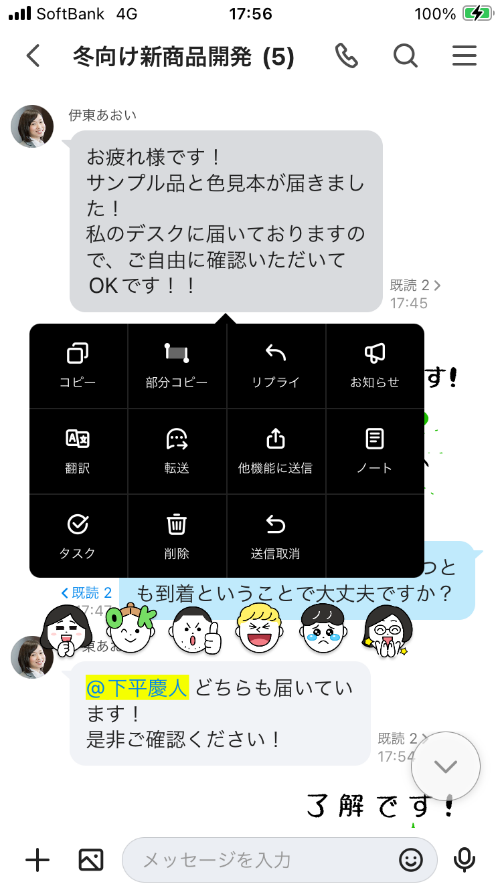 SoftBank 4G 17:56 100%
冬向け新商品開発 (5)
伊東あおい
お疲れ様です！
サンプル品と色見本が届きまし
た！
私のデスクに届いておりますの
で、ご自由に確認いただいて
OKです！！
既読 2
17:45
コピー 部分コピー リプライ お知らせ
す!
翻訳 転送 他機能に送信 ノート
タスク 削除 送信取消
つと
も到着ということで大丈夫ですか？
既読 2
17:47
OK
東あお
@下平慶人 どちらも届いてい
ます！
是非ご確認ください！
既読 2
17:54
了解です!
メッセージを入力